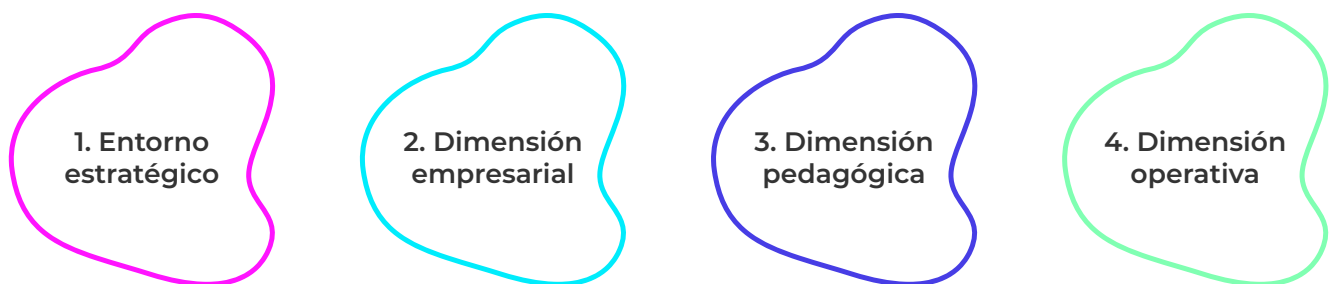 1. Entorno
estratégico
2. Dimensión
empresarial
3. Dimensión
pedagógica
4. Dimensión
operativa